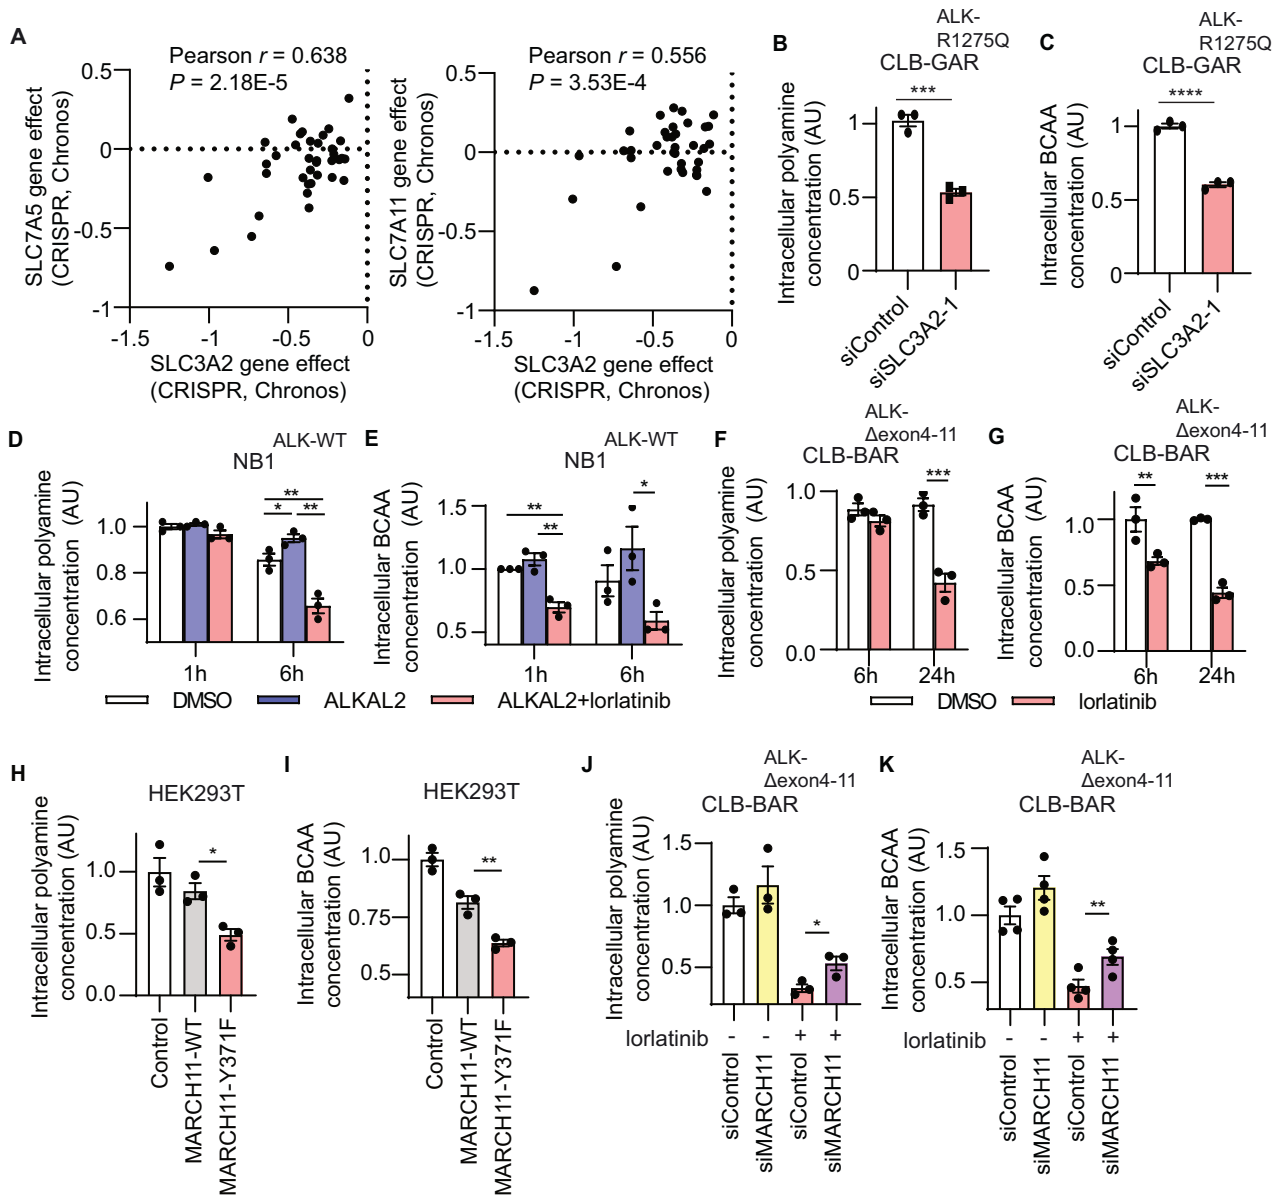 A
Pearson r = 0.638
P = 2.18E-5
0.5
0
-0.5
-1
-1.5
-1
-0.5
0
SLC7A5 gene effect
(CRISPR, Chronos)
SLC3A2 gene effect
(CRISPR, Chronos)
Pearson r = 0.556
P = 3.53E-4
0.5
0
-0.5
-1
-1.5
-1
-0.5
0
SLC7A11 gene effect
(CRISPR, Chronos)
SLC3A2 gene effect
(CRISPR, Chronos)
B
ALK-
R1275Q
CLB-GAR
***
Intracellular polyamine
concentration (AU)
1
0.5
0
siControl
siSLC3A2-1
C
ALK-
R1275Q
CLB-GAR
****
Intracellular BCAA
concentration (AU)
1
0.5
0
siControl
siSLC3A2-1
D
ALK-WT
NB1
**
* **
Intracellular polyamine
concentration (AU)
1.0
0.8
0.6
1h
6h
E
ALK-WT
NB1
**
**
*
Intracellular BCAA
concentration (AU)
1.5
1.0
0.5
1h
6h
DMSO
ALKAL2
ALKAL2+lorlatinib
F
ALK-
Δexon4-11
CLB-BAR
***
Intracellular polyamine
concentration (AU)
1.0
0.5
0.0
6h
24h
G
ALK-
Δexon4-11
CLB-BAR
** ***
Intracellular BCAA
concentration (AU)
1.0
0.5
0.0
6h
24h
DMSO
lorlatinib
H
HEK293T
*
Intracellular polyamine
concentration (AU)
1.0
0.5
0.0
Control
MARCH11-WT
MARCH11-Y371F
I
HEK293T
**
Intracellular BCAA
concentration (AU)
1.0
0.75
0.5
Control
MARCH11-WT
MARCH11-Y371F
J
ALK-
Δexon4-11
CLB-BAR
*
Intracellular polyamine
concentration (AU)
1.5
1.0
0.5
lorlatinib - - + +
siControl
siMARCH11
siControl
siMARCH11
K
ALK-
Δexon4-11
CLB-BAR
**
Intracellular BCAA
concentration (AU)
1.5
1.0
0.5
lorlatinib - - + +
siControl
siMARCH11
siControl
siMARCH11